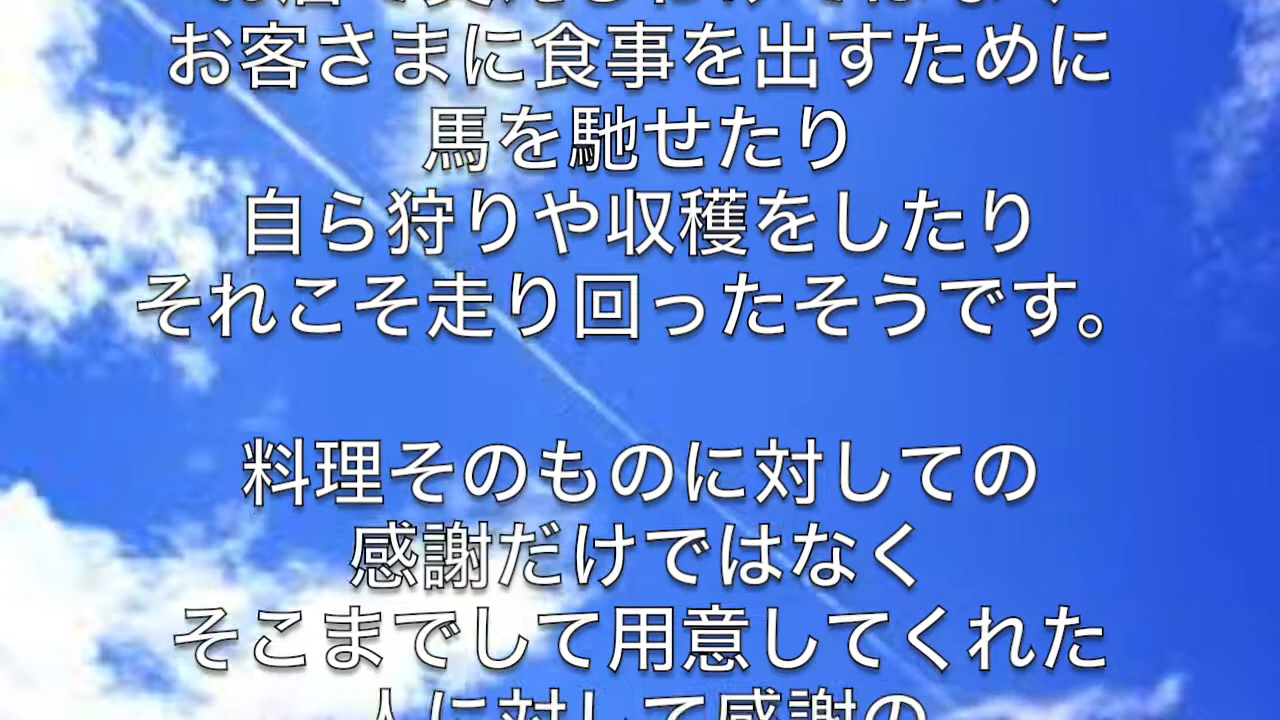 お客さまに食事を出すために
馬を馳せたり
自ら狩りや収穫をしたり
それこそ走り回ったそうです。
料理そのものに対しての
感謝だけではなく
そこまでして用意してくれた
人に対して感謝の